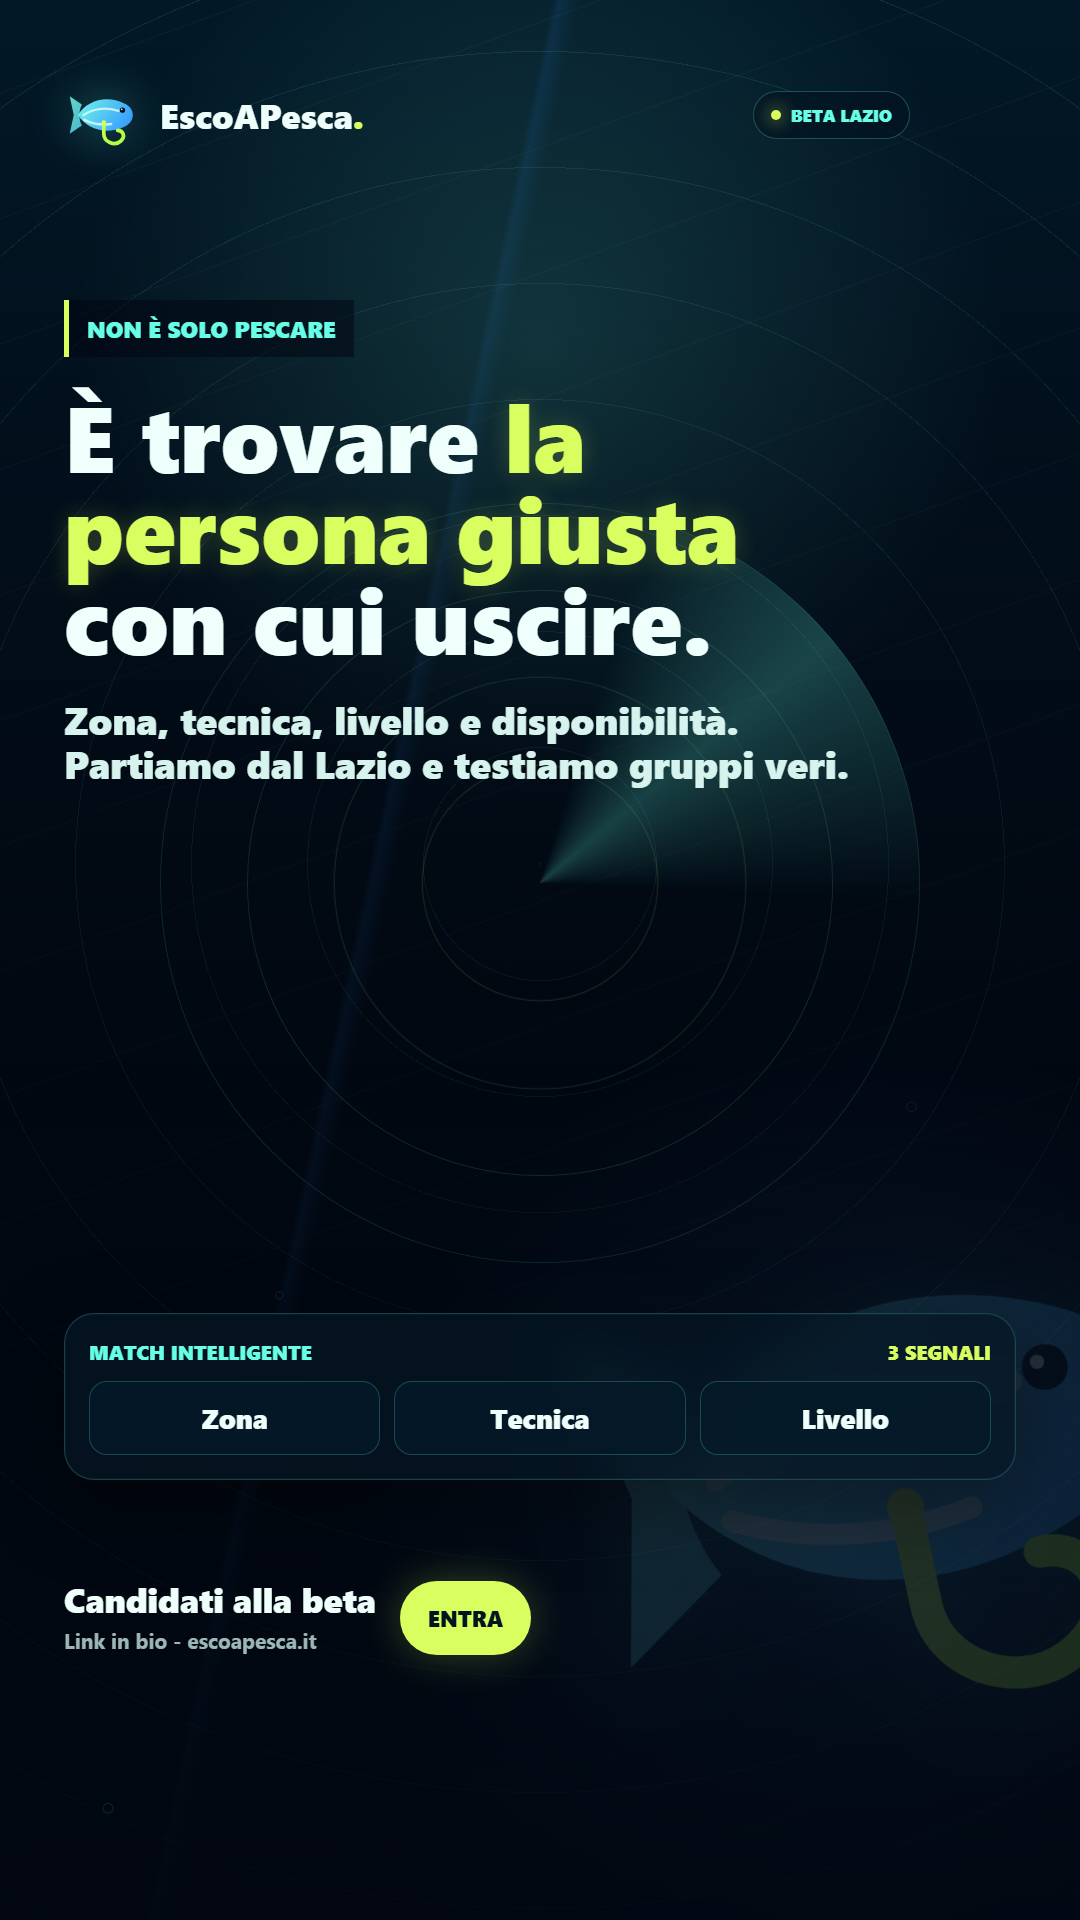 EscoAPesca.
BETA LAZIO
NON È SOLO PESCARE
È trovare la
persona giusta
con cui uscire.
Zona, tecnica, livello e disponibilità.
Partiamo dal Lazio e testiamo gruppi veri.
MATCH INTELLIGENTE
3 SEGNALI
Zona
Tecnica
Livello
Candidati alla beta
Link in bio - escoapesca.it
ENTRA